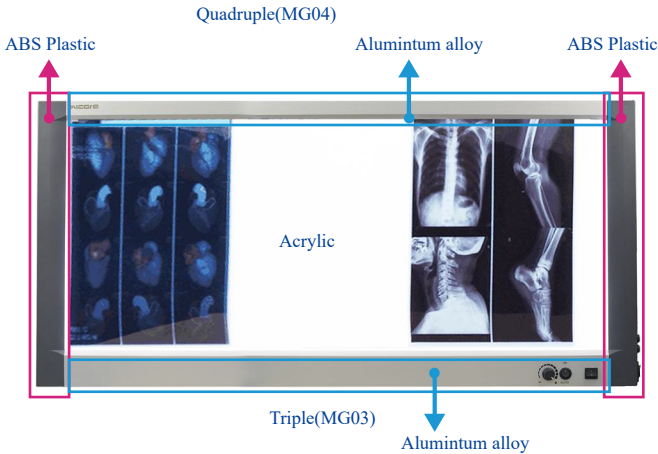 Quadruple(MG04)
ABS Plastic
Alumintum alloy
ABS Plastic
Acrylic
Triple(MG03)
Alumintum alloy